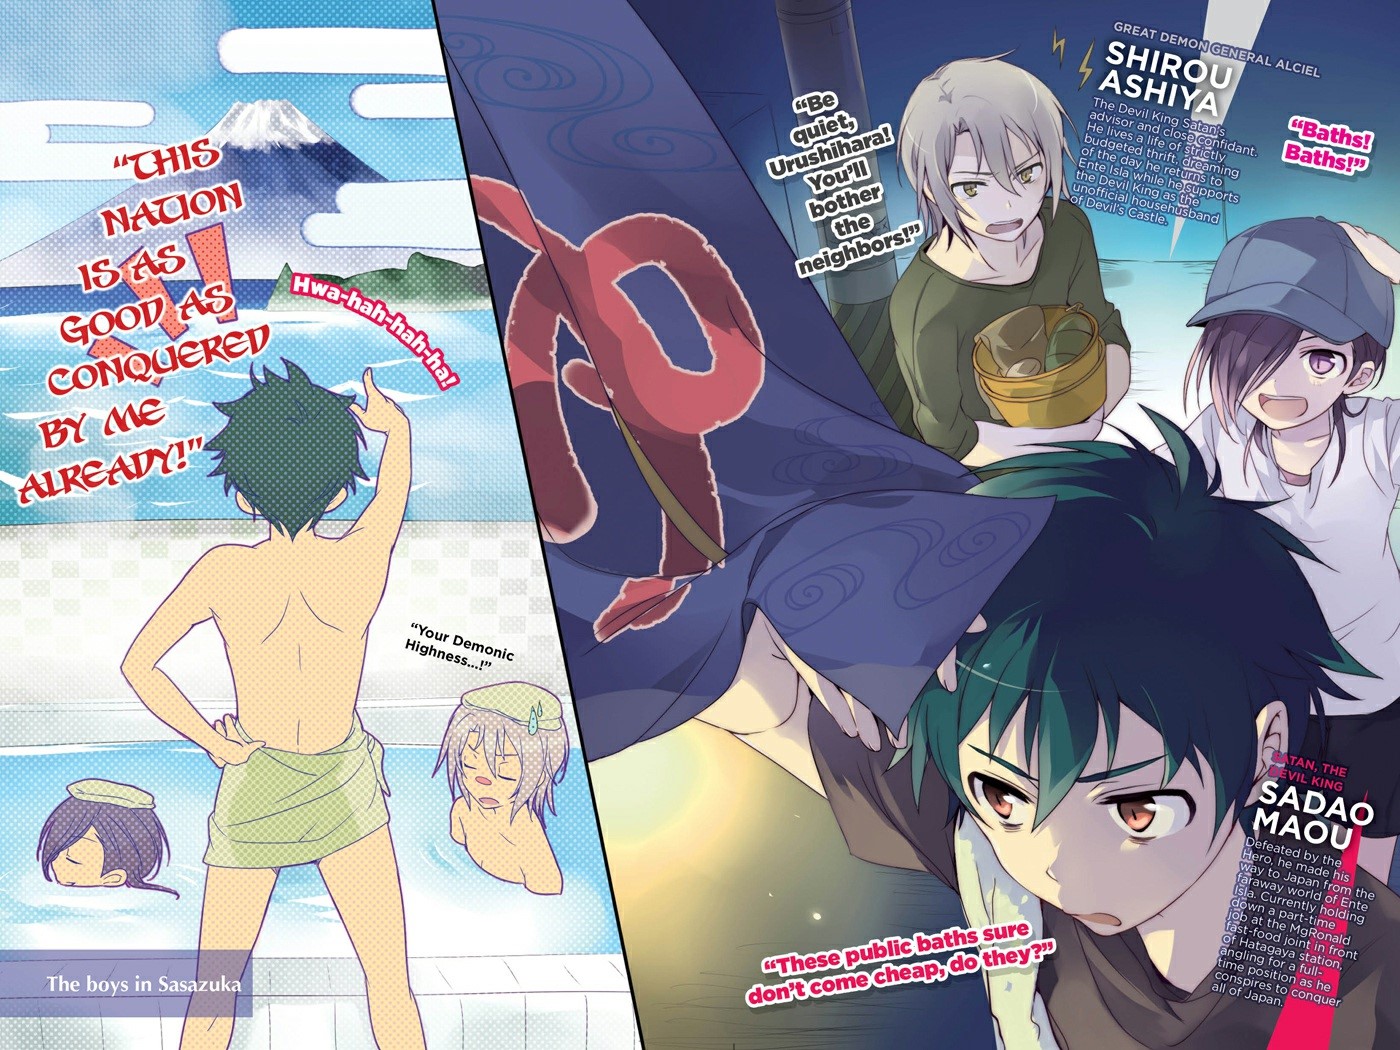 “THIS
NATION
IS AS
GOOD AS
CONQUERED
BY ME
ALREADY!”
Hwa-hah-hah-hah-ha!
“Your Demonic
Highness...!”
The boys in Sasazuka
“Be
quiet,
Urushihara!
You’ll
bother
the
neighbors!”
GREAT DEMON GENERAL ALCIEL
SHIROU
ASHIYA
The Devil King Satan’s
advisor and close confidant.
He lives a life of strictly
budgeted thrift, dreaming
of the day he returns to
Ente Isla while he supports
the Devil King as the
unofficial househusband
of Devil’s Castle.
“Baths!
Baths!”
ゆ
“These public baths sure
don’t come cheap, do they?”
SATAN, THE
DEVIL KING
SADAO
MAOU
Defeated by the
Hero, he made his
way to Japan from the
faraway world of Ente
Isla. Currently holding
down a part-time
job at the MgRonald
fast-food joint in front
of Hatagaya station,
angling for a full-
time position as he
conspires to conquer
all of Japan.